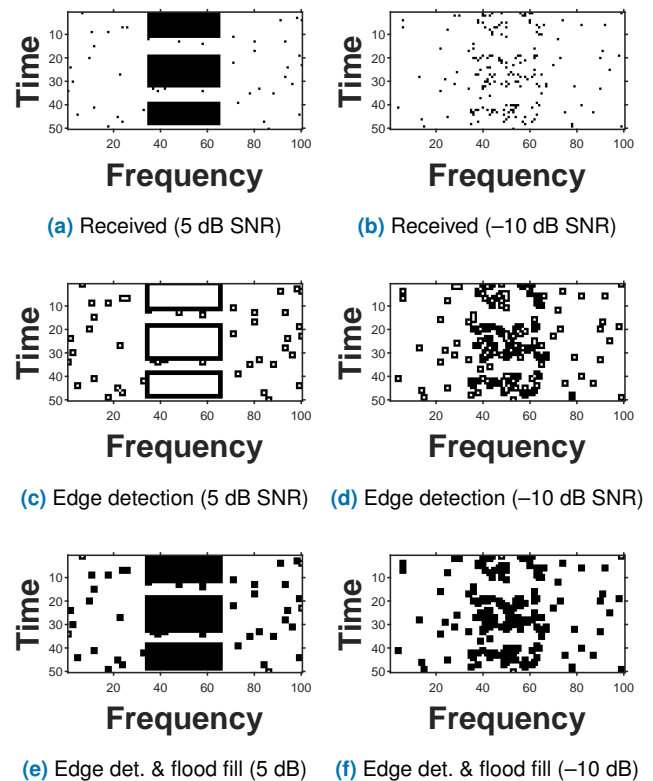 10
20
30
40
50
20 40 60 80 100
Time
Frequency
(a) Received (5 dB SNR)
10
20
30
40
50
20 40 60 80 100
Time
Frequency
(b) Received (–10 dB SNR)
10
20
30
40
50
20 40 60 80 100
Time
Frequency
(c) Edge detection (5 dB SNR)
10
20
30
40
50
20 40 60 80 100
Time
Frequency
(d) Edge detection (–10 dB SNR)
10
20
30
40
50
20 40 60 80 100
Time
Frequency
(e) Edge det. & flood fill (5 dB)
10
20
30
40
50
20 40 60 80 100
Time
Frequency
(f) Edge det. & flood fill (–10 dB)